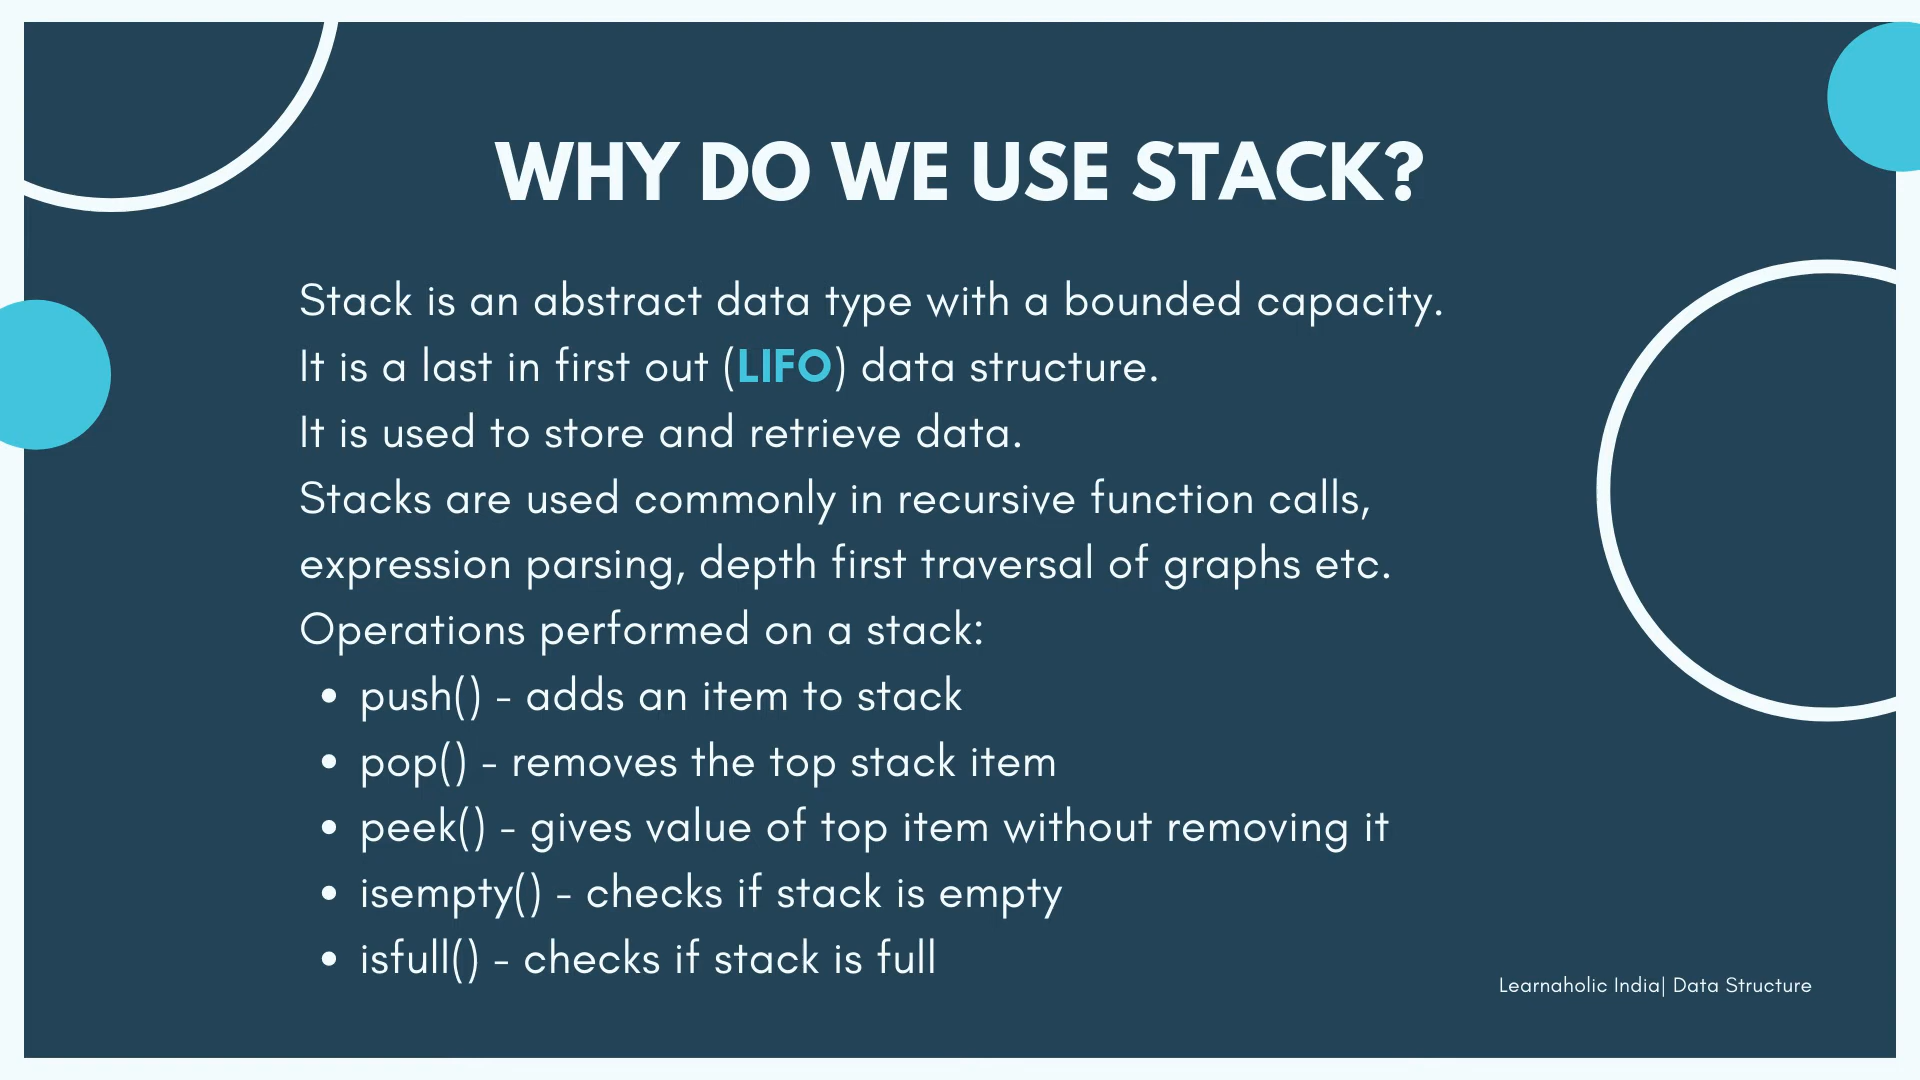 WHY DO WE USE STACK?
Stack is an abstract data type with a bounded capacity.
It is a last in first out (LIFO) data structure.
It is used to store and retrieve data.
Stacks are used commonly in recursive function calls,
expression parsing, depth first traversal of graphs etc.
Operations performed on a stack:
• push() - adds an item to stack
• pop() - removes the top stack item
• peek() - gives value of top item without removing it
• isempty() - checks if stack is empty
• isfull() - checks if stack is full
Learnaholic India| Data Structure